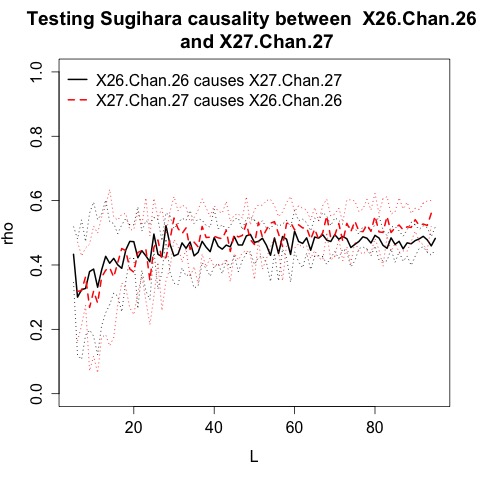 Testing Sugihara causality between X26.Chan.26
and X27.Chan.27
X26.Chan.26 causes X27.Chan.27
X27.Chan.27 causes X26.Chan.26
rho
1.0
0.8
0.6
0.4
0.2
0.0
20 40 60 80
L